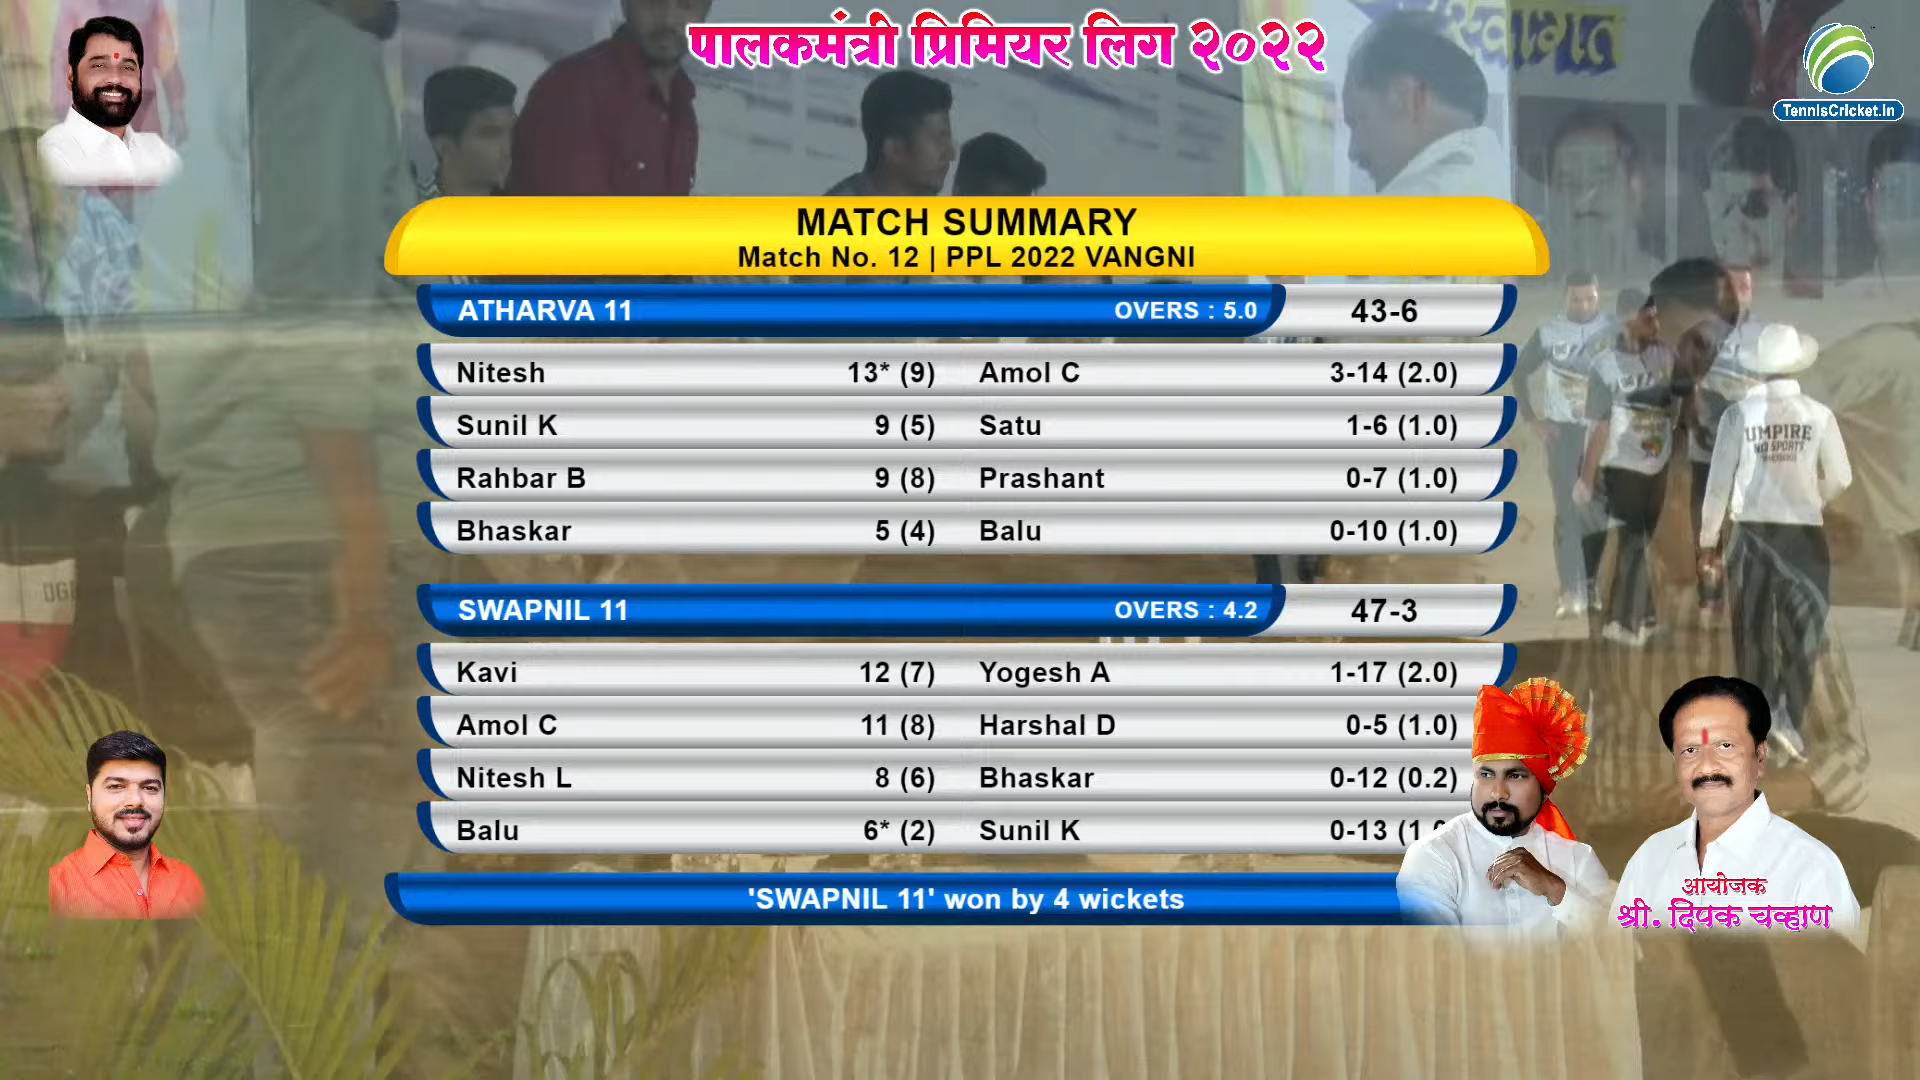 पालकमंत्री प्रिमियर लिग २०२२
स्वागत
TennisCricket.in
MATCH SUMMARY
Match No. 12 | PPL 2022 VANGNI
ATHARVA 11 OVERS : 5.0 43-6
Nitesh 13* (9) Amol C 3-14 (2.0)
Sunil K 9 (5) Satu 1-6 (1.0)
Rahbar B 9 (8) Prashant 0-7 (1.0)
Bhaskar 5 (4) Balu 0-10 (1.0)
UMPIRE
SWAPNIL 11 OVERS : 4.2 47-3
Kavi 12 (7) Yogesh A 1-17 (2.0)
Amol C 11 (8) Harshal D 0-5 (1.0)
Nitesh L 8 (6) Bhaskar 0-12 (0.2)
Balu 6* (2) Sunil K 0-13
'SWAPNIL 11' won by 4 wickets
आयोजक
श्री. दिपक चव्हाण